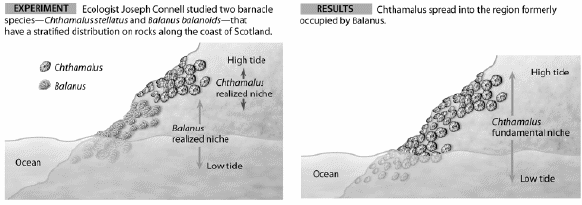 EXPERIMENT Ecologist Joseph Connell studied two barnacle
species—Chthamalus stellatus and Balanus balanoids—that
have a stratified distribution on rocks along the coast of Scotland.
High tide
Chthamalus
Balanus
Chthamalus
realized niche
Balanus
realized niche
Ocean
Low tide
RESULTS Chthamalus spread into the region formerly
occupied by Balanus.
High tide
Chthamalus
fundamental niche
Ocean
Low tide